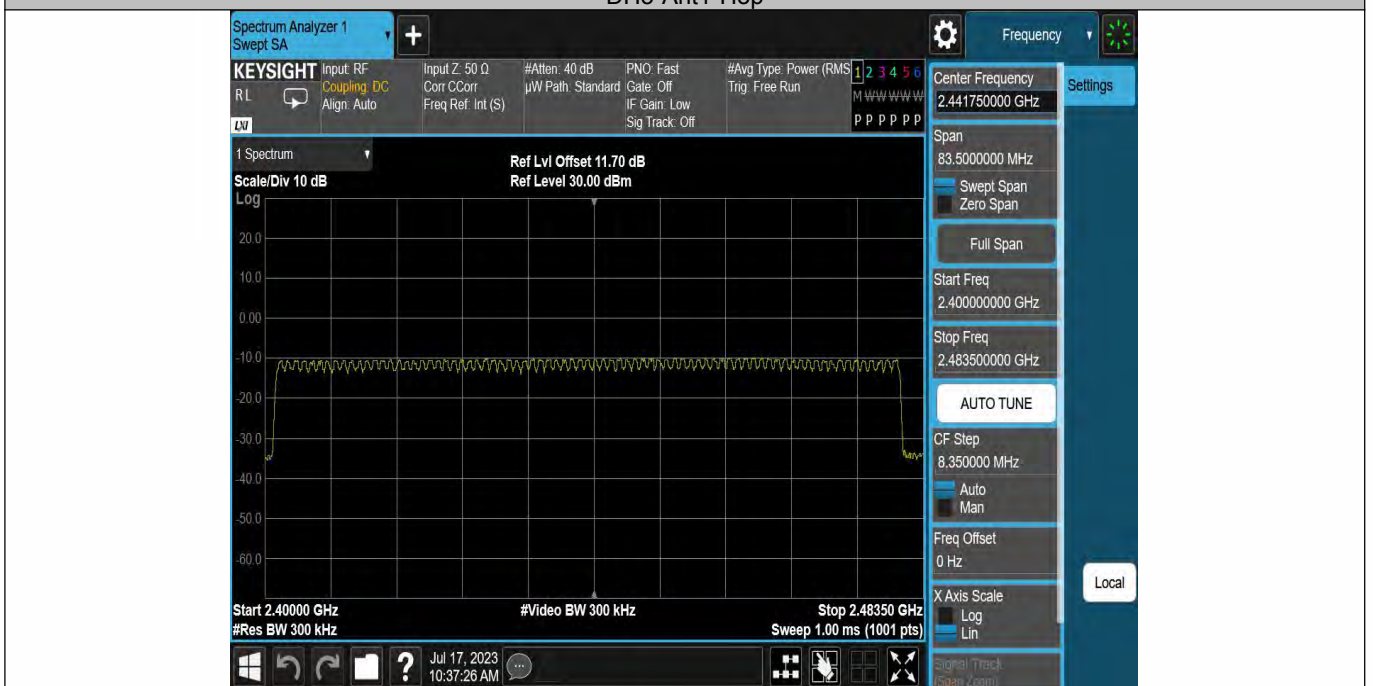 Spectrum Analyzer 1
Swept SA
+
Frequency
KEYSIGHT
RL
LXI
Input: RF
Coupling: DC
Align: Auto
Input Z: 50 Ω
Corr CCorr
Freq Ref: Int (S)
#Atten: 40 dB
µW Path: Standard
PNO: Fast
Gate: Off
IF Gain: Low
Sig Track: Off
#Avg Type: Power (RMS
Trig: Free Run
1 2 3 4 5 6
M W W W W W
P P P P P P
1 Spectrum
Scale/Div 10 dB
Ref Lvl Offset 11.70 dB
Ref Level 30.00 dBm
Log
20.0
10.0
0.00
-10.0
-20.0
-30.0
-40.0
-50.0
-60.0
Start 2.40000 GHz
#Video BW 300 kHz
Stop 2.48350 GHz
#Res BW 300 kHz
Sweep 1.00 ms (1001 pts)
?
Jul 17, 2023
10:37:26 AM
Center Frequency
2.441750000 GHz
Settings
Span
83.5000000 MHz
Swept Span
Zero Span
Full Span
Start Freq
2.400000000 GHz
Stop Freq
2.483500000 GHz
AUTO TUNE
CF Step
8.350000 MHz
Auto
Man
Freq Offset
0 Hz
X Axis Scale
Log
Lin
Signal Track
(Span Zoom)
Local